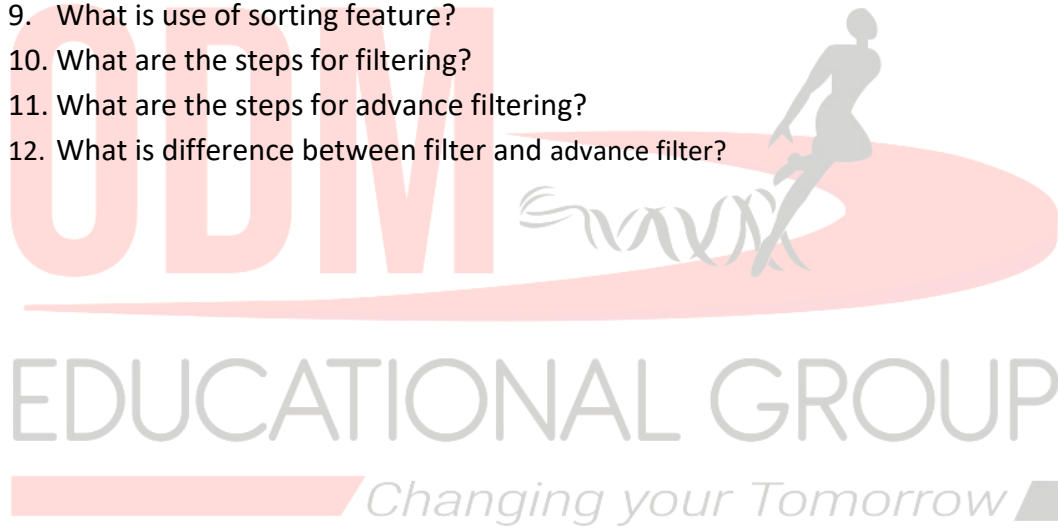 9. What is use of sorting feature?
10. What are the steps for filtering?
11. What are the steps for advance filtering?
12. What is difference between filter and advance filter?
ODM
EDUCATIONAL GROUP
Changing your Tomorrow